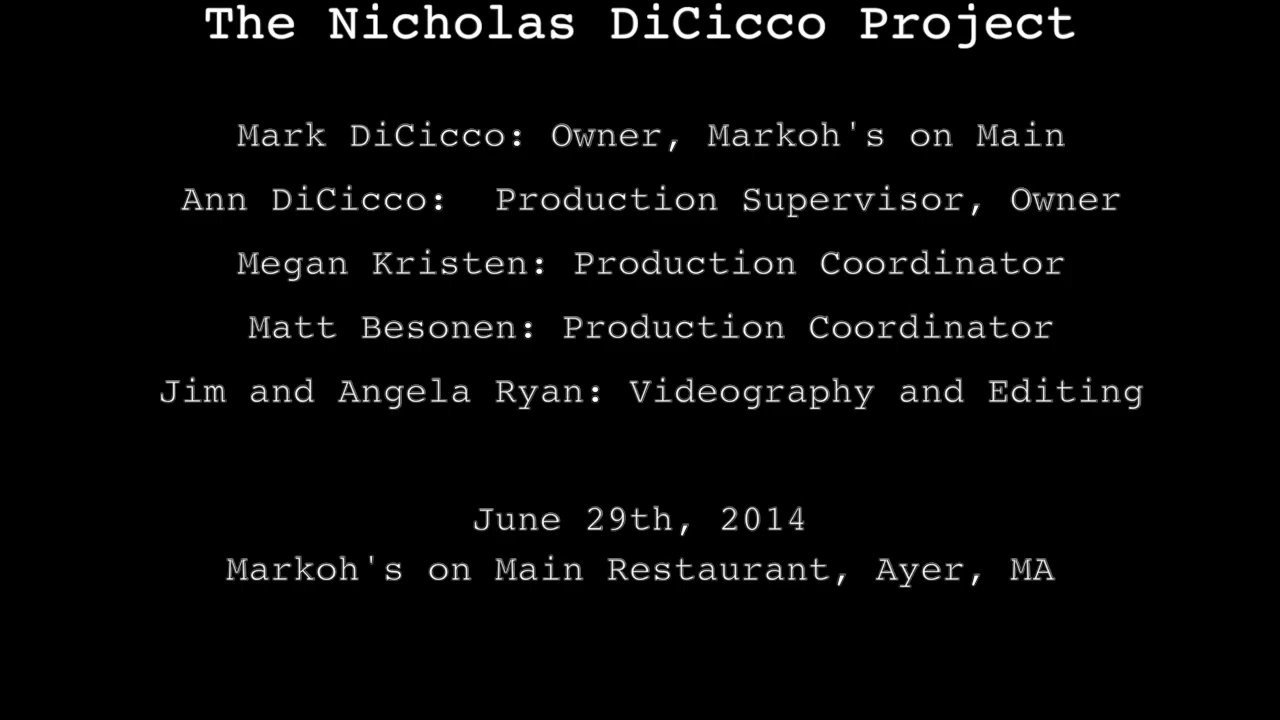 The Nicholas DiCicco Project
Mark DiCicco: Owner, Markoh's on Main
Ann DiCicco:  Production Supervisor, Owner
Megan Kristen: Production Coordinator
Matt Besonen: Production Coordinator
Jim and Angela Ryan: Videography and Editing
June 29th, 2014
Markoh's on Main Restaurant, Ayer, MA